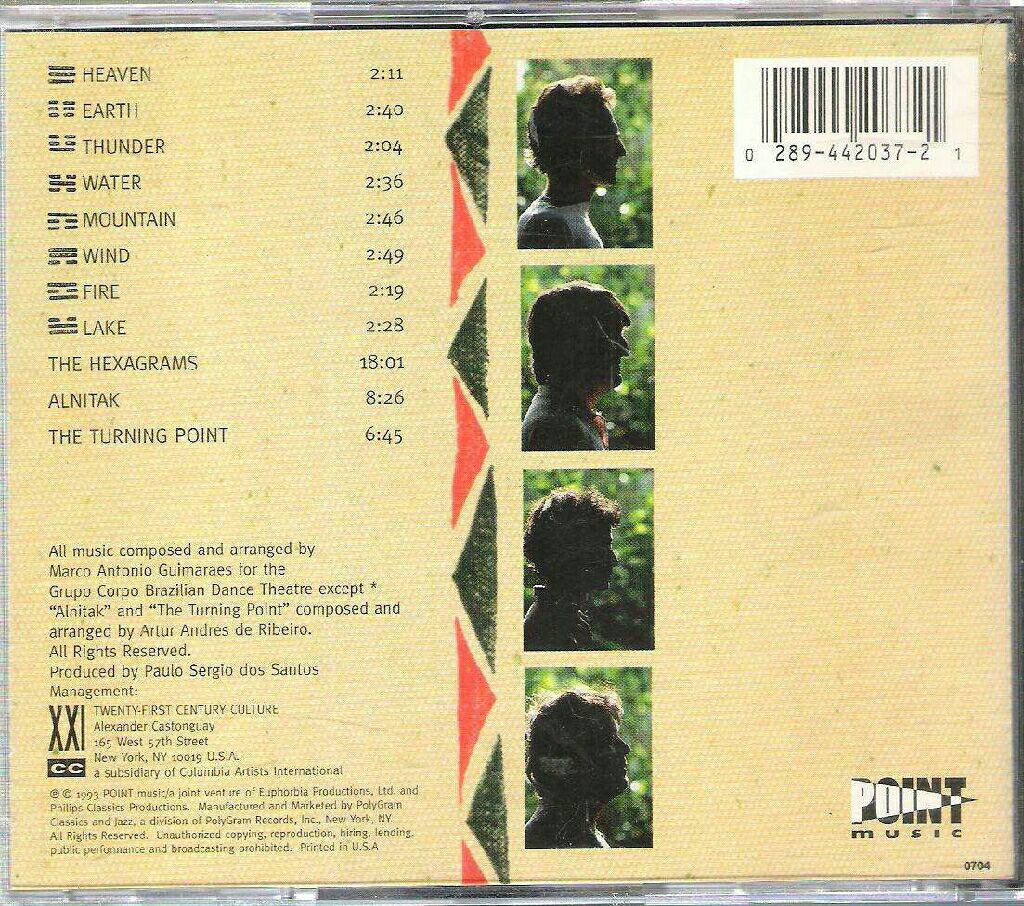 HEAVEN 2:11
EARTH 2:40
THUNDER 2:04
WATER 2:36
MOUNTAIN 2:46
WIND 2:49
FIRE 2:19
LAKE 2:28
THE HEXAGRAMS 18:01
ALNITAK 8:26
THE TURNING POINT 6:45
All music composed and arranged by
Marco Antonio Guimaraes for the
Grupo Corpo Brazilian Dance Theatre except *
"Alnitak" and "The Turning Point" composed and
arranged by Artur Andres de Ribeiro.
All Rights Reserved.
Produced by Paulo Sergio dos Santos
Management:
XXI
CC
TWENTY-FIRST CENTURY CULTURE
Alexander Castonguay
165 West 57th Street
New York, NY 10019 U.S.A.
a subsidiary of Columbia Artists International
℗ © 1993 POINT music/a joint venture of Euphorbia Productions, Ltd. and
Philips Classics Productions. Manufactured and Marketed by PolyGram
Classics and Jazz, a division of PolyGram Records, Inc., New York, NY
All Rights Reserved. Unauthorized copying, reproduction, hiring, lending,
public performance and broadcasting prohibited. Printed in U.S.A
0 289-442037-2 1
POINT
MUSIC
0704